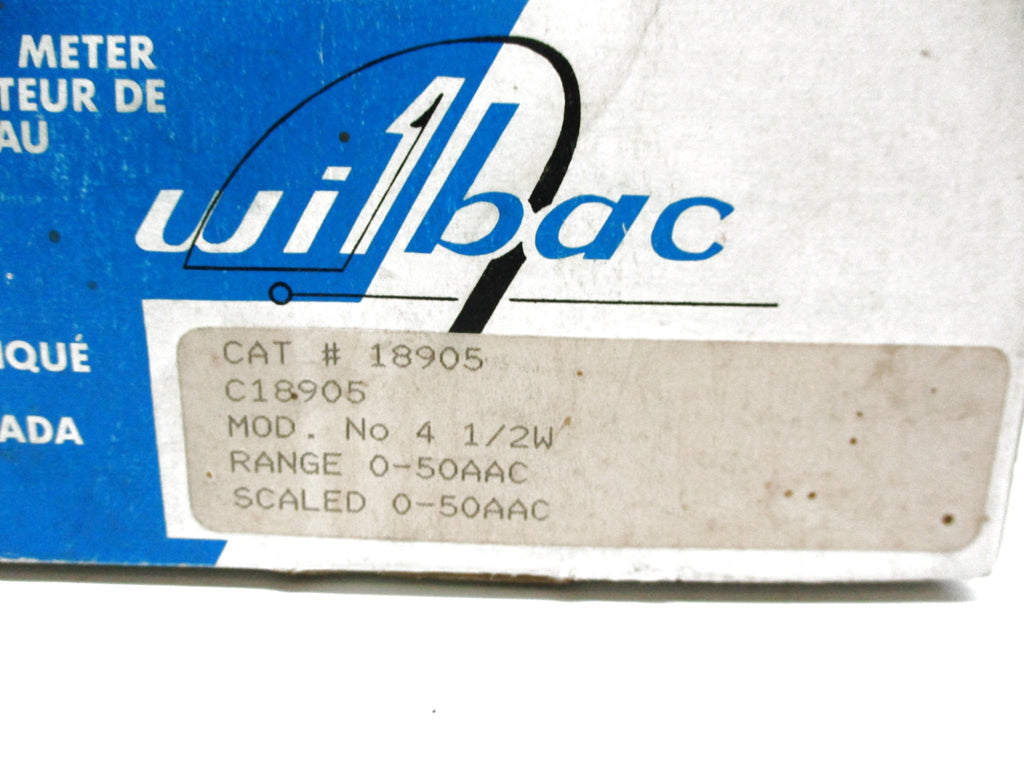 METER
TEUR DE
AU
wilbac
IQUÉ
ADA
CAT # 18905
C18905
MOD. No 4 1/2W
RANGE 0-50AAC
SCALED 0-50AAC